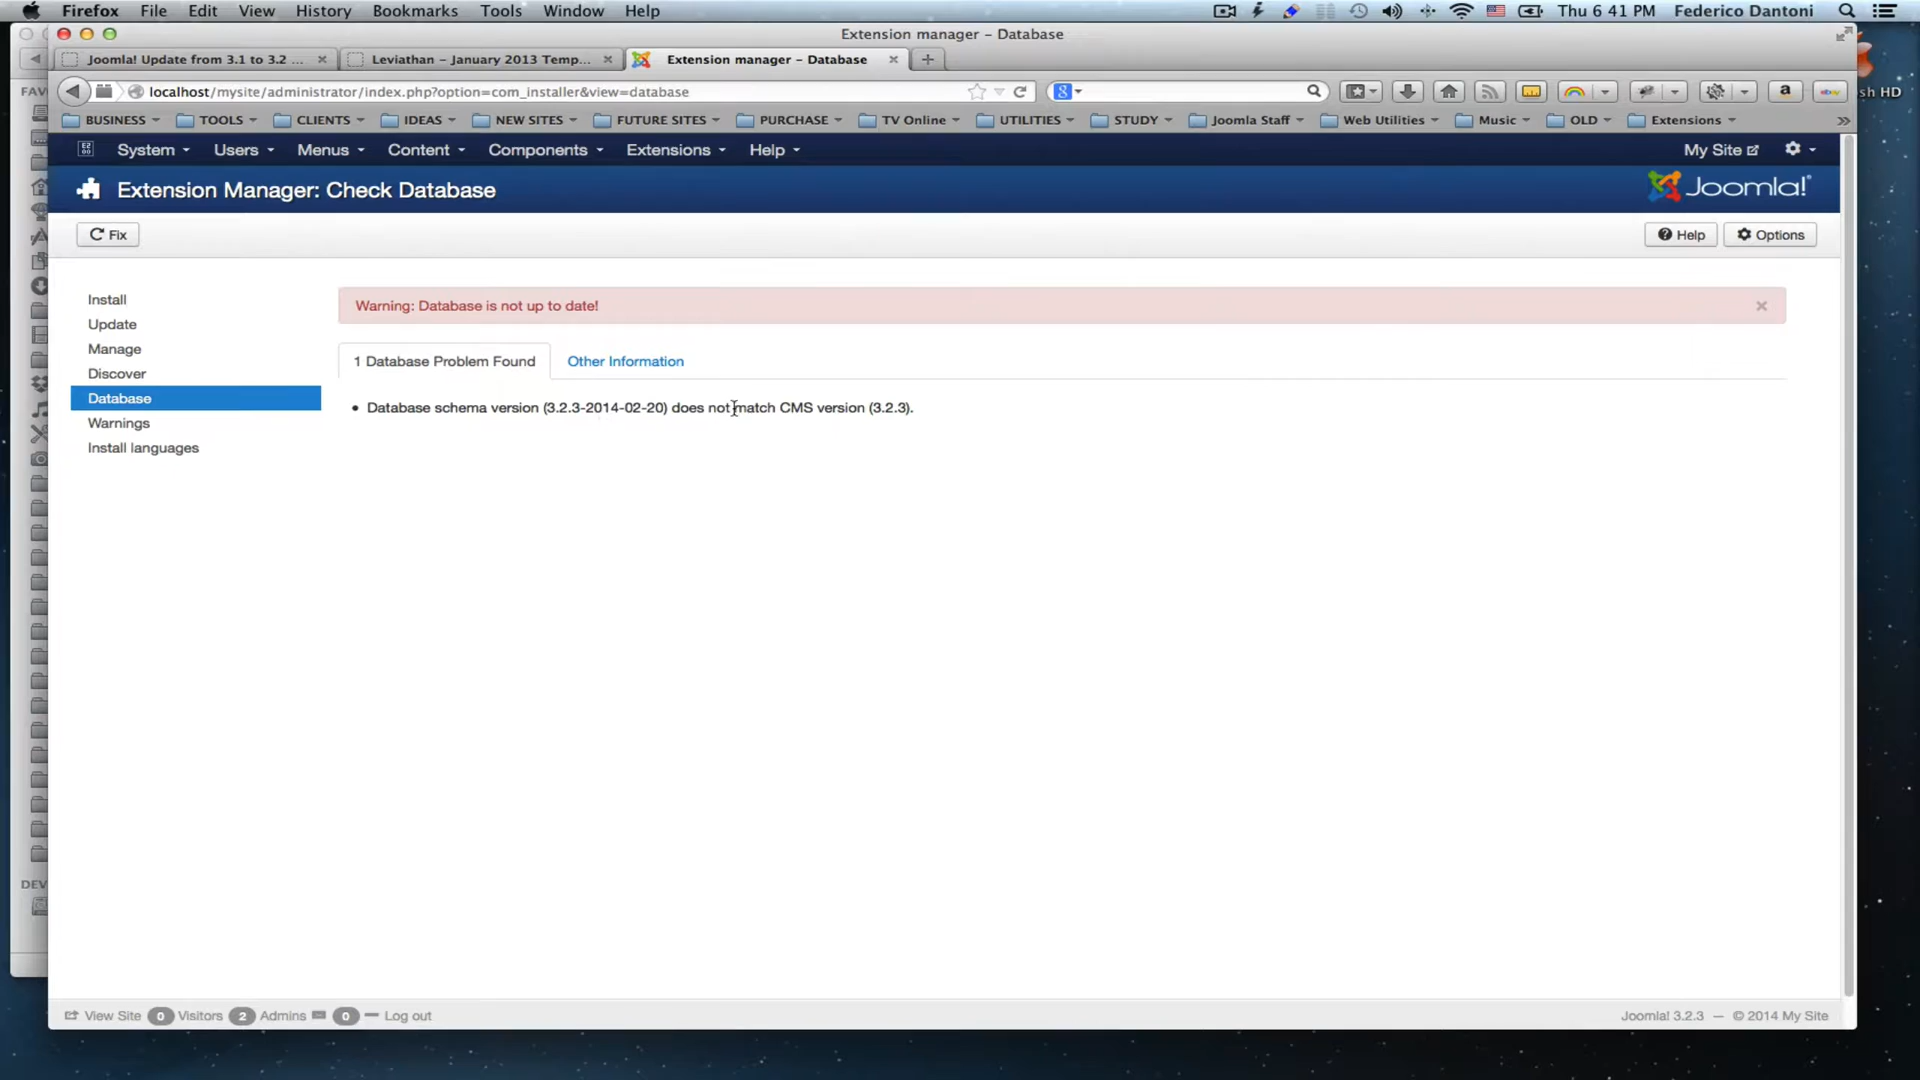 Firefox File Edit View History Bookmarks Tools Window Help Thu 6 41 PM Federico Dantoni
Extension manager – Database
Joomla! Update from 3.1 to 3.2 ... Leviathan – January 2013 Temp... Extension manager – Database
localhost/mysite/administrator/index.php?option=com_installer&view=database
FAV
sh HD
BUSINESS TOOLS CLIENTS IDEAS NEW SITES FUTURE SITES PURCHASE TV Online UTILITIES STUDY Joomla Staff Web Utilities Music OLD Extensions
System Users Menus Content Components Extensions Help My Site
Extension Manager: Check Database Joomla!
Fix Help Options
Install
Update
Manage
Discover
Database
Warnings
Install languages
Warning: Database is not up to date!
1 Database Problem Found Other Information
Database schema version (3.2.3-2014-02-20) does not match CMS version (3.2.3).
DEV
View Site 0 Visitors 2 Admins 0 Log out Joomla! 3.2.3 — © 2014 My Site